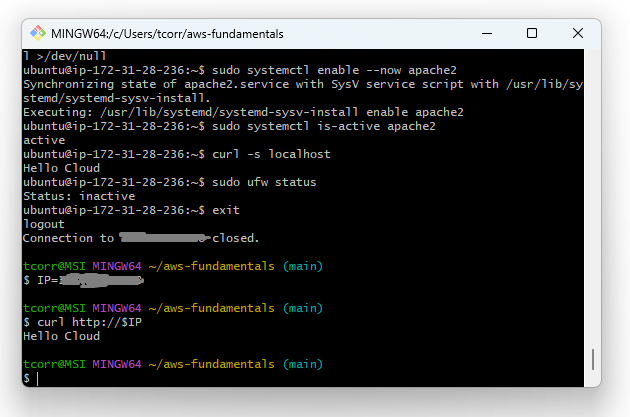 MINGW64:/c/Users/tcorr/aws-fundamentals
l >/dev/null
ubuntu@ip-172-31-28-236:~$ sudo systemctl enable --now apache2
Synchronizing state of apache2.service with SysV service script with /usr/lib/sy
stemd/systemd-sysv-install.
Executing: /usr/lib/systemd/systemd-sysv-install enable apache2
ubuntu@ip-172-31-28-236:~$ sudo systemctl is-active apache2
active
ubuntu@ip-172-31-28-236:~$ curl -s localhost
Hello Cloud
ubuntu@ip-172-31-28-236:~$ sudo ufw status
Status: inactive
ubuntu@ip-172-31-28-236:~$ exit
logout
Connection to closed.
tcorr@MSI MINGW64 ~/aws-fundamentals (main)
$ IP=
tcorr@MSI MINGW64 ~/aws-fundamentals (main)
$ curl http://$IP
Hello Cloud
tcorr@MSI MINGW64 ~/aws-fundamentals (main)
$